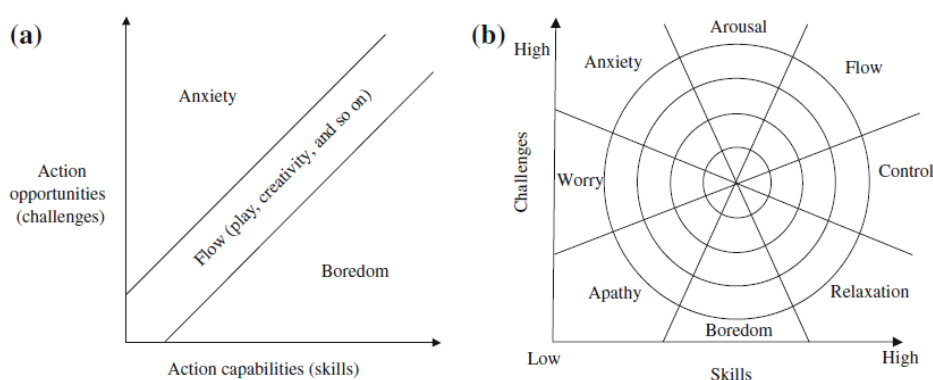 (a)
Anxiety
Action
opportunities
(challenges)
Flow (play, creativity, and so on)
Boredom
Action capabilities (skills)
(b)
High
Arousal
Anxiety
Flow
Challenges
Worry
Control
Apathy
Relaxation
Boredom
Low
Skills
High